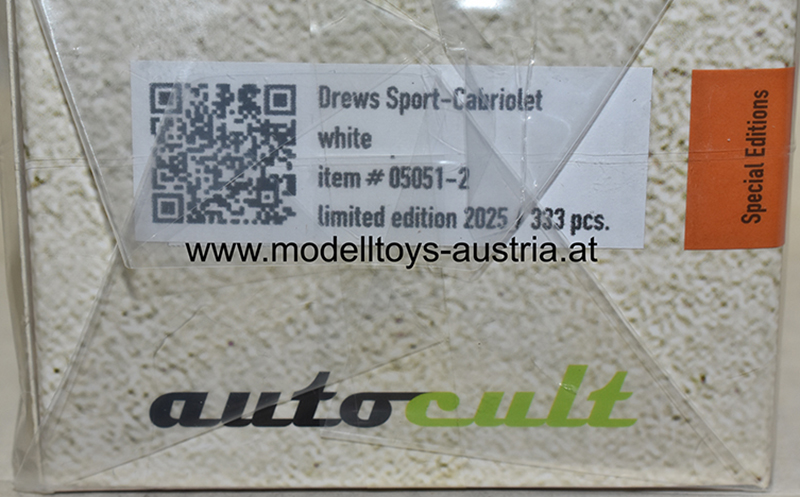 Drews Sport-Cabriolet
white
item # 05051-2
limited edition 2025 / 333 pcs.
Special Editions
www.modelltoys-austria.at
autocult